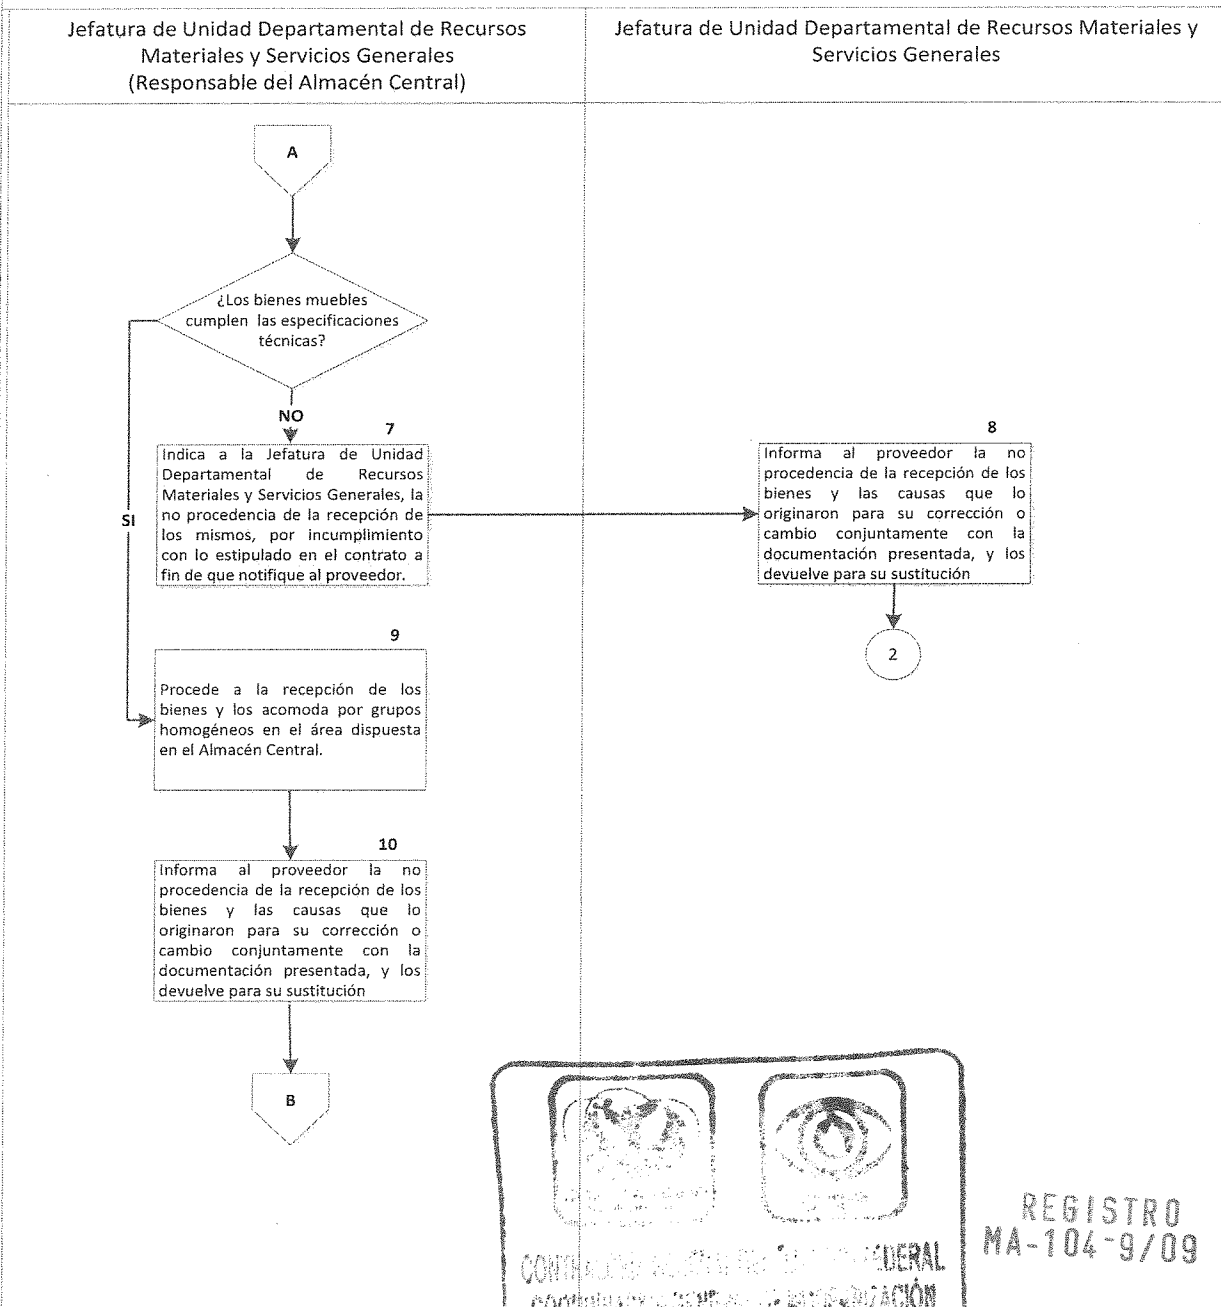 Jefatura de Unidad Departamental de Recursos
Materiales y Servicios Generales
(Responsable del Almacén Central)
Jefatura de Unidad Departamental de Recursos Materiales y
Servicios Generales
A
¿Los bienes muebles
cumplen las especificaciones
técnicas?
NO
SI
7
Indica a la Jefatura de Unidad
Departamental de Recursos
Materiales y Servicios Generales, la
no procedencia de la recepción de
los mismos, por incumplimiento
con lo estipulado en el contrato a
fin de que notifique al proveedor.
8
Informa al proveedor la no
procedencia de la recepción de los
bienes y las causas que lo
originaron para su corrección o
cambio conjuntamente con la
documentación presentada, y los
devuelve para su sustitución
2
9
Procede a la recepción de los
bienes y los acomoda por grupos
homogéneos en el área dispuesta
en el Almacén Central.
10
Informa al proveedor la no
procedencia de la recepción de los
bienes y las causas que lo
originaron para su corrección o
cambio conjuntamente con la
documentación presentada, y los
devuelve para su sustitución
B
REGISTRO
MA-104-9/09